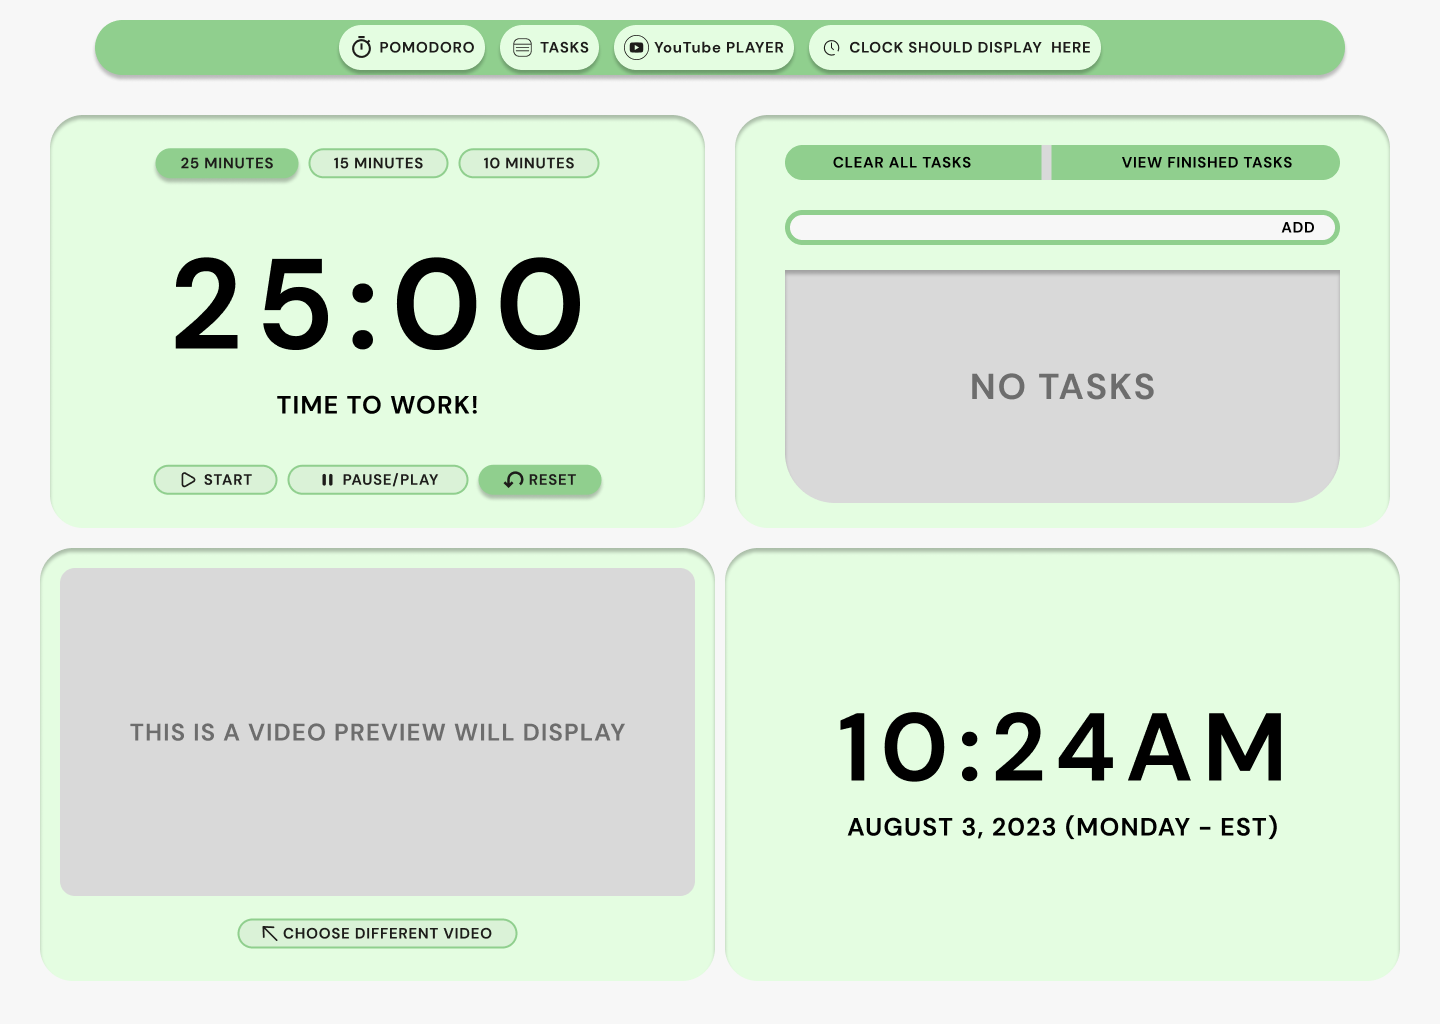 POMODORO
TASKS
YouTube PLAYER
CLOCK SHOULD DISPLAY  HERE
25 MINUTES
15 MINUTES
10 MINUTES
25:00
TIME TO WORK!
START
PAUSE/PLAY
RESET
CLEAR ALL TASKS
VIEW FINISHED TASKS
ADD
NO TASKS
THIS IS A VIDEO PREVIEW WILL DISPLAY
CHOOSE DIFFERENT VIDEO
10:24AM
AUGUST 3, 2023 (MONDAY - EST)